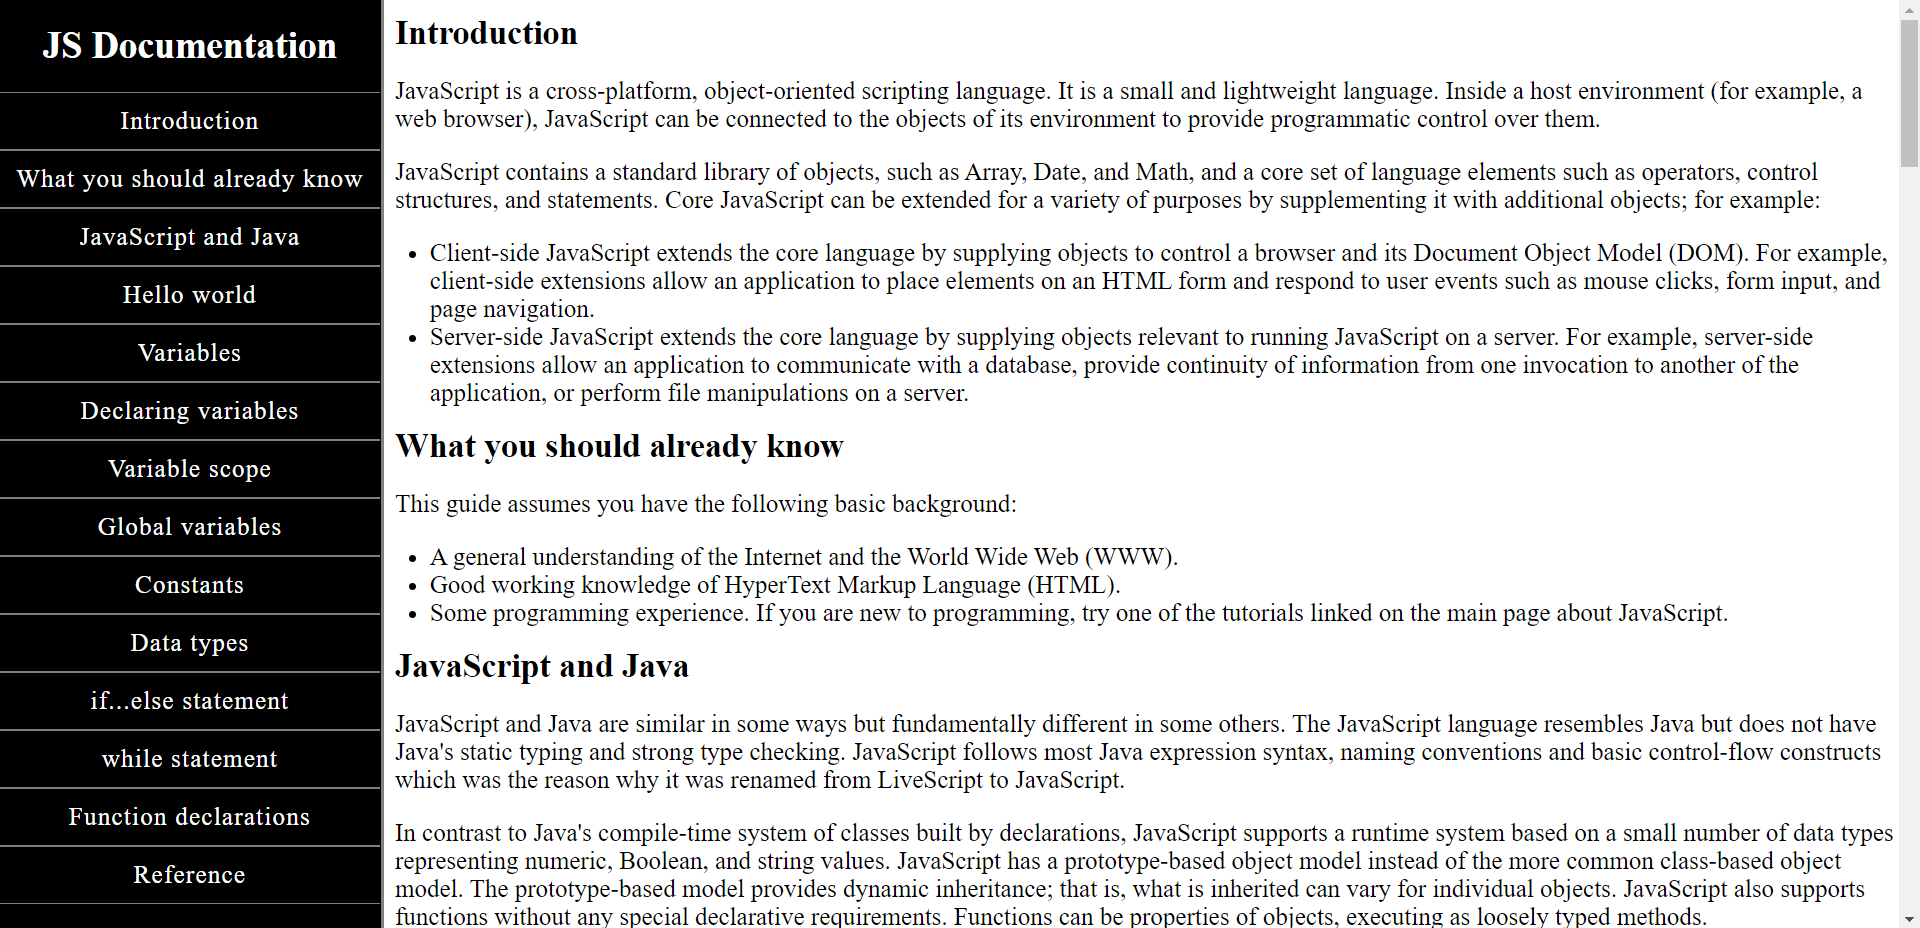 JS Documentation
Introduction
What you should already know
JavaScript and Java
Hello world
Variables
Declaring variables
Variable scope
Global variables
Constants
Data types
if...else statement
while statement
Function declarations
Reference
Introduction
JavaScript is a cross-platform, object-oriented scripting language. It is a small and lightweight language. Inside a host environment (for example, a
web browser), JavaScript can be connected to the objects of its environment to provide programmatic control over them.
JavaScript contains a standard library of objects, such as Array, Date, and Math, and a core set of language elements such as operators, control
structures, and statements. Core JavaScript can be extended for a variety of purposes by supplementing it with additional objects; for example:
• Client-side JavaScript extends the core language by supplying objects to control a browser and its Document Object Model (DOM). For example,
client-side extensions allow an application to place elements on an HTML form and respond to user events such as mouse clicks, form input, and
page navigation.
• Server-side JavaScript extends the core language by supplying objects relevant to running JavaScript on a server. For example, server-side
extensions allow an application to communicate with a database, provide continuity of information from one invocation to another of the
application, or perform file manipulations on a server.
What you should already know
This guide assumes you have the following basic background:
• A general understanding of the Internet and the World Wide Web (WWW).
• Good working knowledge of HyperText Markup Language (HTML).
• Some programming experience. If you are new to programming, try one of the tutorials linked on the main page about JavaScript.
JavaScript and Java
JavaScript and Java are similar in some ways but fundamentally different in some others. The JavaScript language resembles Java but does not have
Java's static typing and strong type checking. JavaScript follows most Java expression syntax, naming conventions and basic control-flow constructs
which was the reason why it was renamed from LiveScript to JavaScript.
In contrast to Java's compile-time system of classes built by declarations, JavaScript supports a runtime system based on a small number of data types
representing numeric, Boolean, and string values. JavaScript has a prototype-based object model instead of the more common class-based object
model. The prototype-based model provides dynamic inheritance; that is, what is inherited can vary for individual objects. JavaScript also supports
functions without any special declarative requirements. Functions can be properties of objects, executing as loosely typed methods.